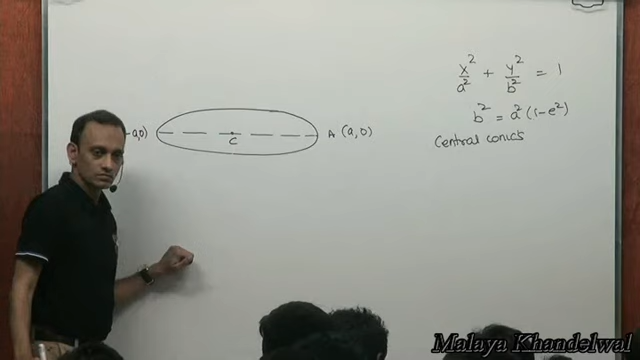 x²/a² + y²/b² = 1
b² = a² (1-e²)
Central conics
-a,0)
C
A (a,0)
Malaya Khandelwal